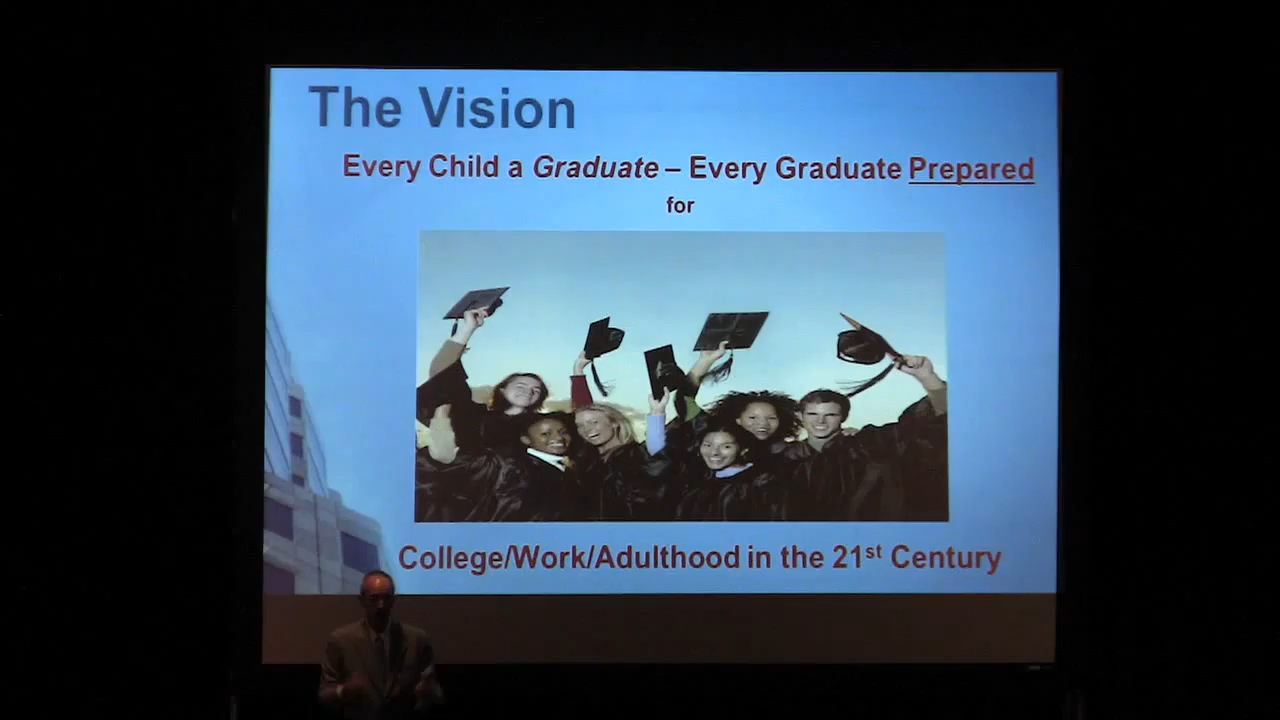 The Vision
Every Child a Graduate – Every Graduate Prepared
for
College/Work/Adulthood in the 21st Century